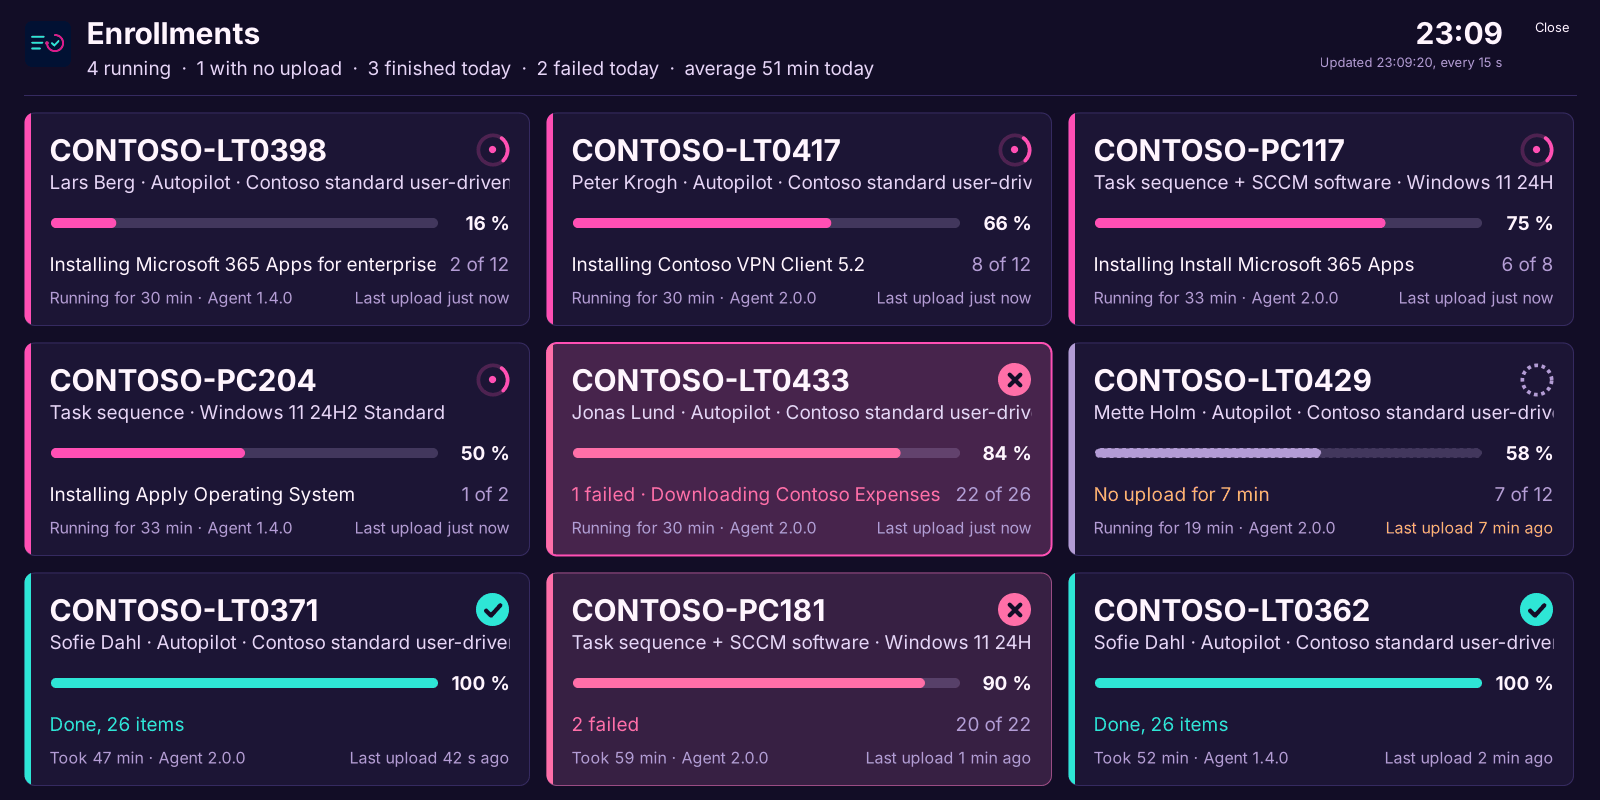 Enrollments
4 running · 1 with no upload · 3 finished today · 2 failed today · average 51 min today
23:09
Updated 23:09:20, every 15 s
Close
CONTOSO-LT0398
Lars Berg · Autopilot · Contoso standard user-driven
16 %
Installing Microsoft 365 Apps for enterprise 2 of 12
Running for 30 min · Agent 1.4.0 Last upload just now
CONTOSO-LT0417
Peter Krogh · Autopilot · Contoso standard user-driv
66 %
Installing Contoso VPN Client 5.2 8 of 12
Running for 30 min · Agent 2.0.0 Last upload just now
CONTOSO-PC117
Task sequence + SCCM software · Windows 11 24H
75 %
Installing Install Microsoft 365 Apps 6 of 8
Running for 33 min · Agent 2.0.0 Last upload just now
CONTOSO-PC204
Task sequence · Windows 11 24H2 Standard
50 %
Installing Apply Operating System 1 of 2
Running for 33 min · Agent 1.4.0 Last upload just now
CONTOSO-LT0433
Jonas Lund · Autopilot · Contoso standard user-drive
84 %
1 failed · Downloading Contoso Expenses 22 of 26
Running for 30 min · Agent 2.0.0 Last upload just now
CONTOSO-LT0429
Mette Holm · Autopilot · Contoso standard user-drive
58 %
No upload for 7 min 7 of 12
Running for 19 min · Agent 2.0.0 Last upload 7 min ago
CONTOSO-LT0371
Sofie Dahl · Autopilot · Contoso standard user-driven
100 %
Done, 26 items
Took 47 min · Agent 2.0.0 Last upload 42 s ago
CONTOSO-PC181
Task sequence + SCCM software · Windows 11 24H
90 %
2 failed 20 of 22
Took 59 min · Agent 2.0.0 Last upload 1 min ago
CONTOSO-LT0362
Sofie Dahl · Autopilot · Contoso standard user-driven
100 %
Done, 26 items
Took 52 min · Agent 1.4.0 Last upload 2 min ago